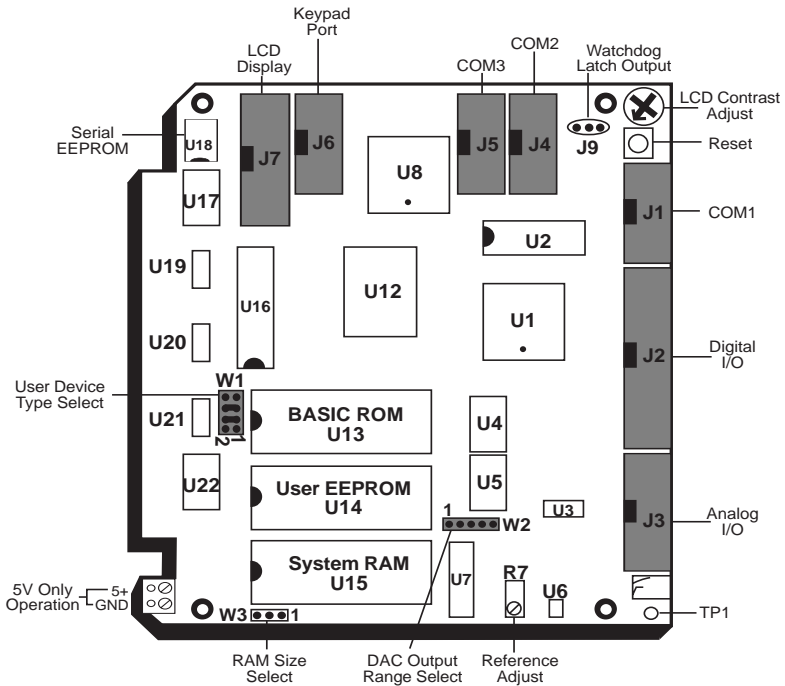 Keypad
Port
LCD
Display
COM3
COM2
Watchdog
Latch Output
LCD Contrast
Adjust
Serial
EEPROM
U18
J7
J6
U8
J5
J4
J9
Reset
U17
J1
COM1
U2
U19
U16
U12
U1
U20
J2
Digital
I/O
User Device
Type Select
W1
U21
2
1
BASIC ROM
U13
U4
U22
User EEPROM
U14
U5
1
W2
U3
J3
Analog
I/O
System RAM
U15
U7
R7
U6
5V Only
Operation
5+
GND
W3
1
TP1
RAM Size
Select
DAC Output
Range Select
Reference
Adjust